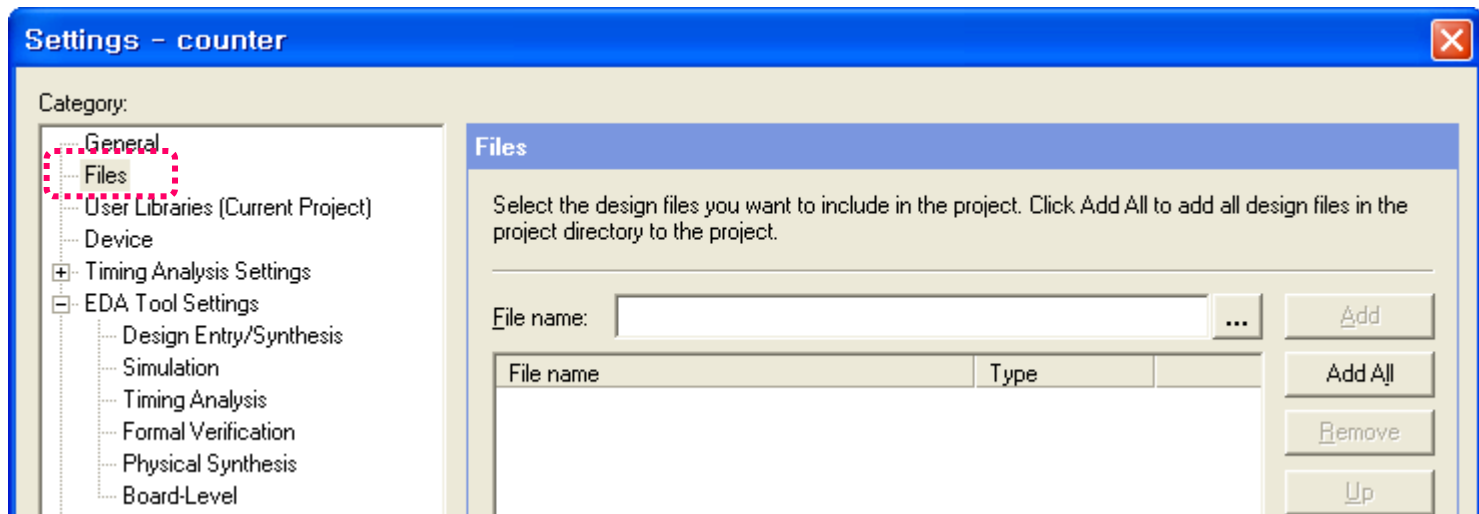 Settings - counter
Category:
General
Files
User Libraries (Current Project)
Device
Timing Analysis Settings
EDA Tool Settings
Design Entry/Synthesis
Simulation
Timing Analysis
Formal Verification
Physical Synthesis
Board-Level
Files
Select the design files you want to include in the project. Click Add All to add all design files in the
project directory to the project.
File name:
...
Add
File name
Type
Add All
Remove
Up